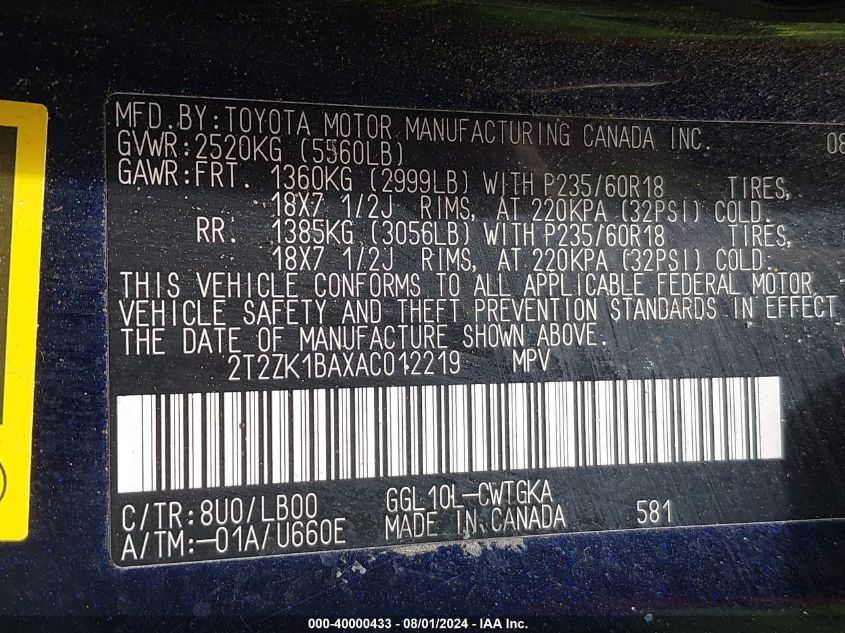 MFD.BY:TOYOTA MOTOR MANUFACTURING CANADA INC. 08
GVWR:2520KG (5560LB)
GAWR:FRT. 1360KG (2999LB) WITH P235/60R18 TIRES,
18X7 1/2J RIMS, AT 220KPA (32PSI) COLD.
RR. 1385KG (3056LB) WITH P235/60R18 TIRES,
18X7 1/2J RIMS, AT 220KPA (32PSI) COLD.
THIS VEHICLE CONFORMS TO ALL APPLICABLE FEDERAL MOTOR
VEHICLE SAFETY AND THEFT PREVENTION STANDARDS IN EFFECT
THE DATE OF MANUFACTURE SHOWN ABOVE.
2T2ZK1BAXAC012219 MPV
C/TR:8U0/LB00 GGL10L-CWTGKA
A/TM:-01A/U660E MADE IN CANADA 581
000-40000433 - 08/01/2024 - IAA Inc.